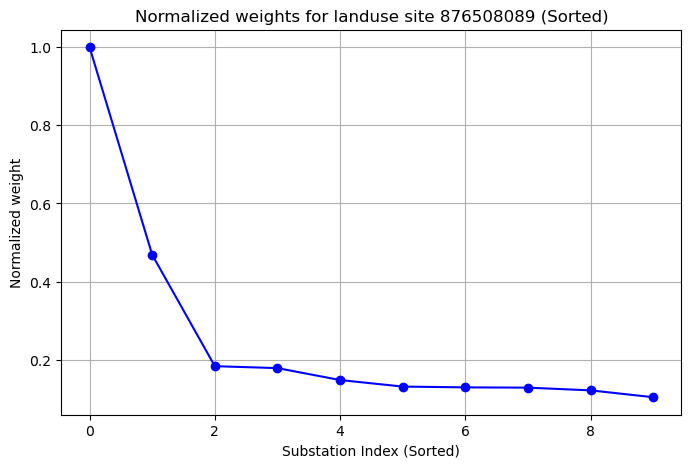 Normalized weights for landuse site 876508089 (Sorted)
Normalized weight
1.0
0.8
0.6
0.4
0.2
0 2 4 6 8
Substation Index (Sorted)